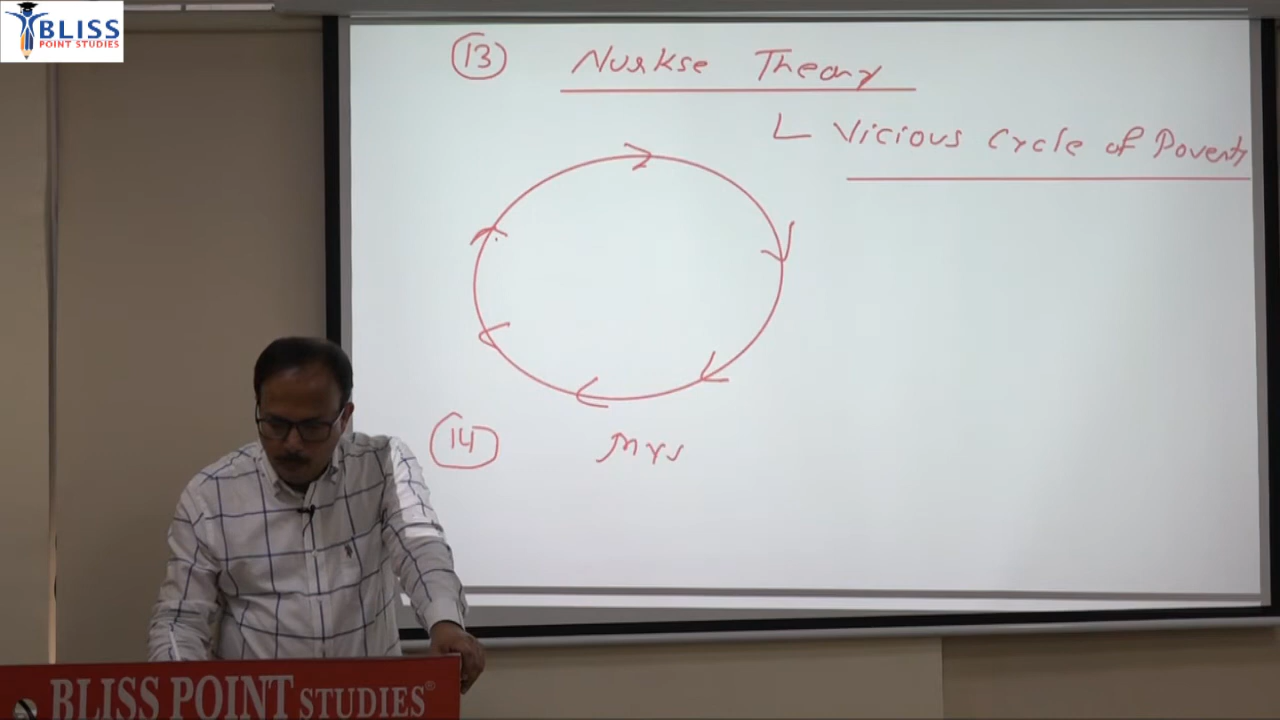 BLISS
POINT STUDIES
13 Nurkse Theory
Vicious Cycle of Poverty
14 Myr
BLISS POINT STUDIES®